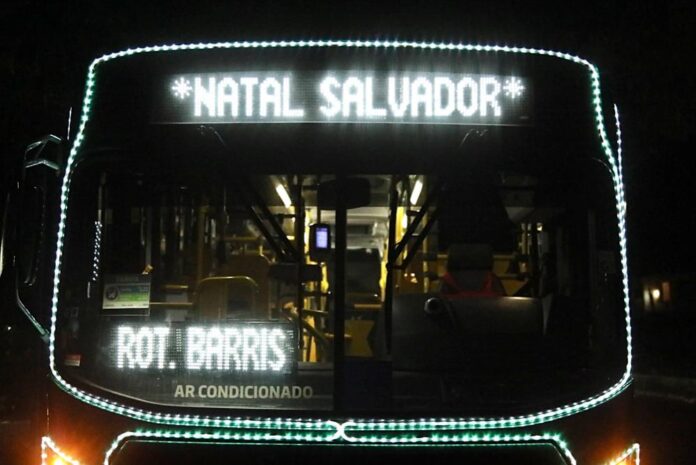 *NATAL SALVADOR*
ROT. BARRIS
AR CONDICIONADO